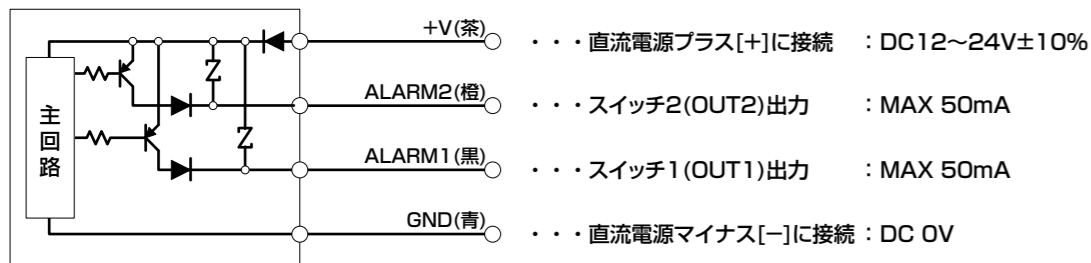 +V(茶) ・・・直流電源プラス[+]に接続 : DC12〜24V±10%
ALARM2(橙) ・・・スイッチ2(OUT2)出力 : MAX 50mA
主回路
ALARM1(黒) ・・・スイッチ1(OUT1)出力 : MAX 50mA
GND(青) ・・・直流電源マイナス[−]に接続 : DC 0V